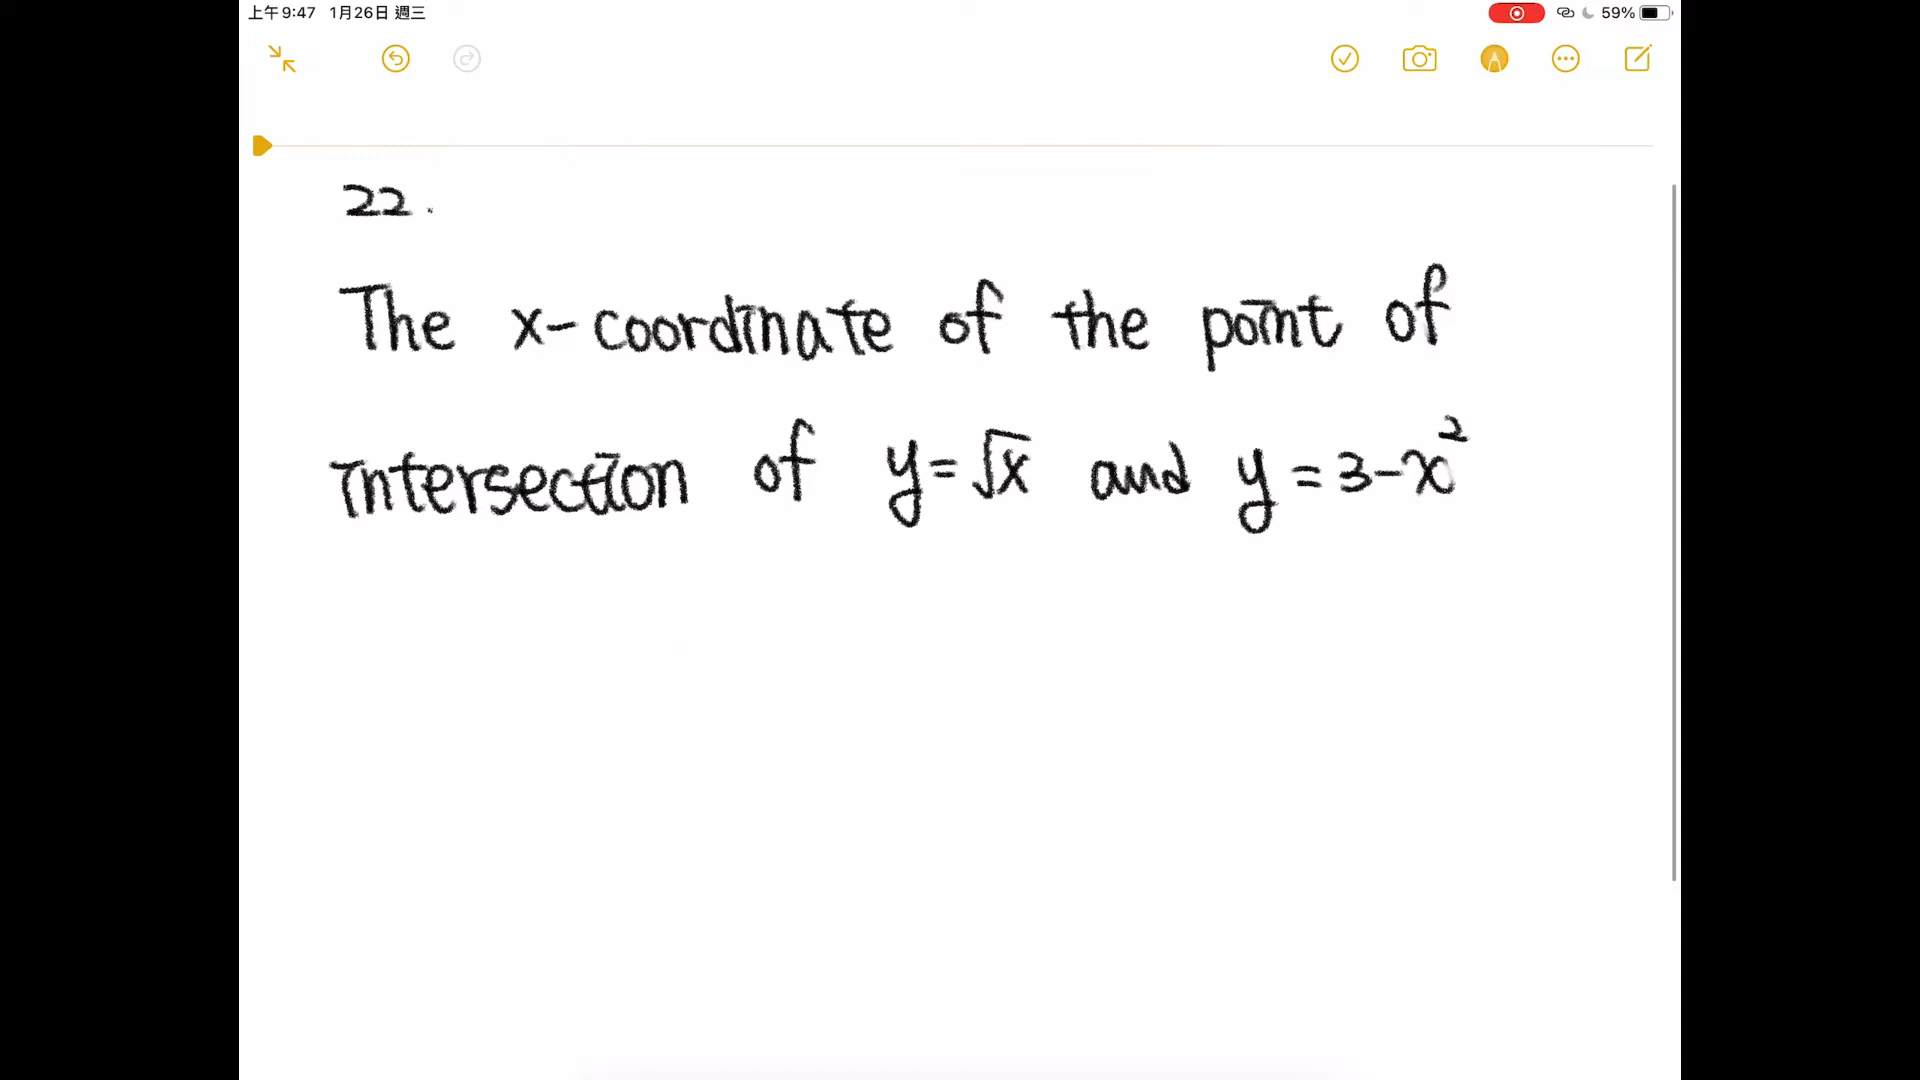 上午9:47 1月26日 週三 59%
22.
The x-coordinate of the point of
intersection of y=√x and y=3-x²